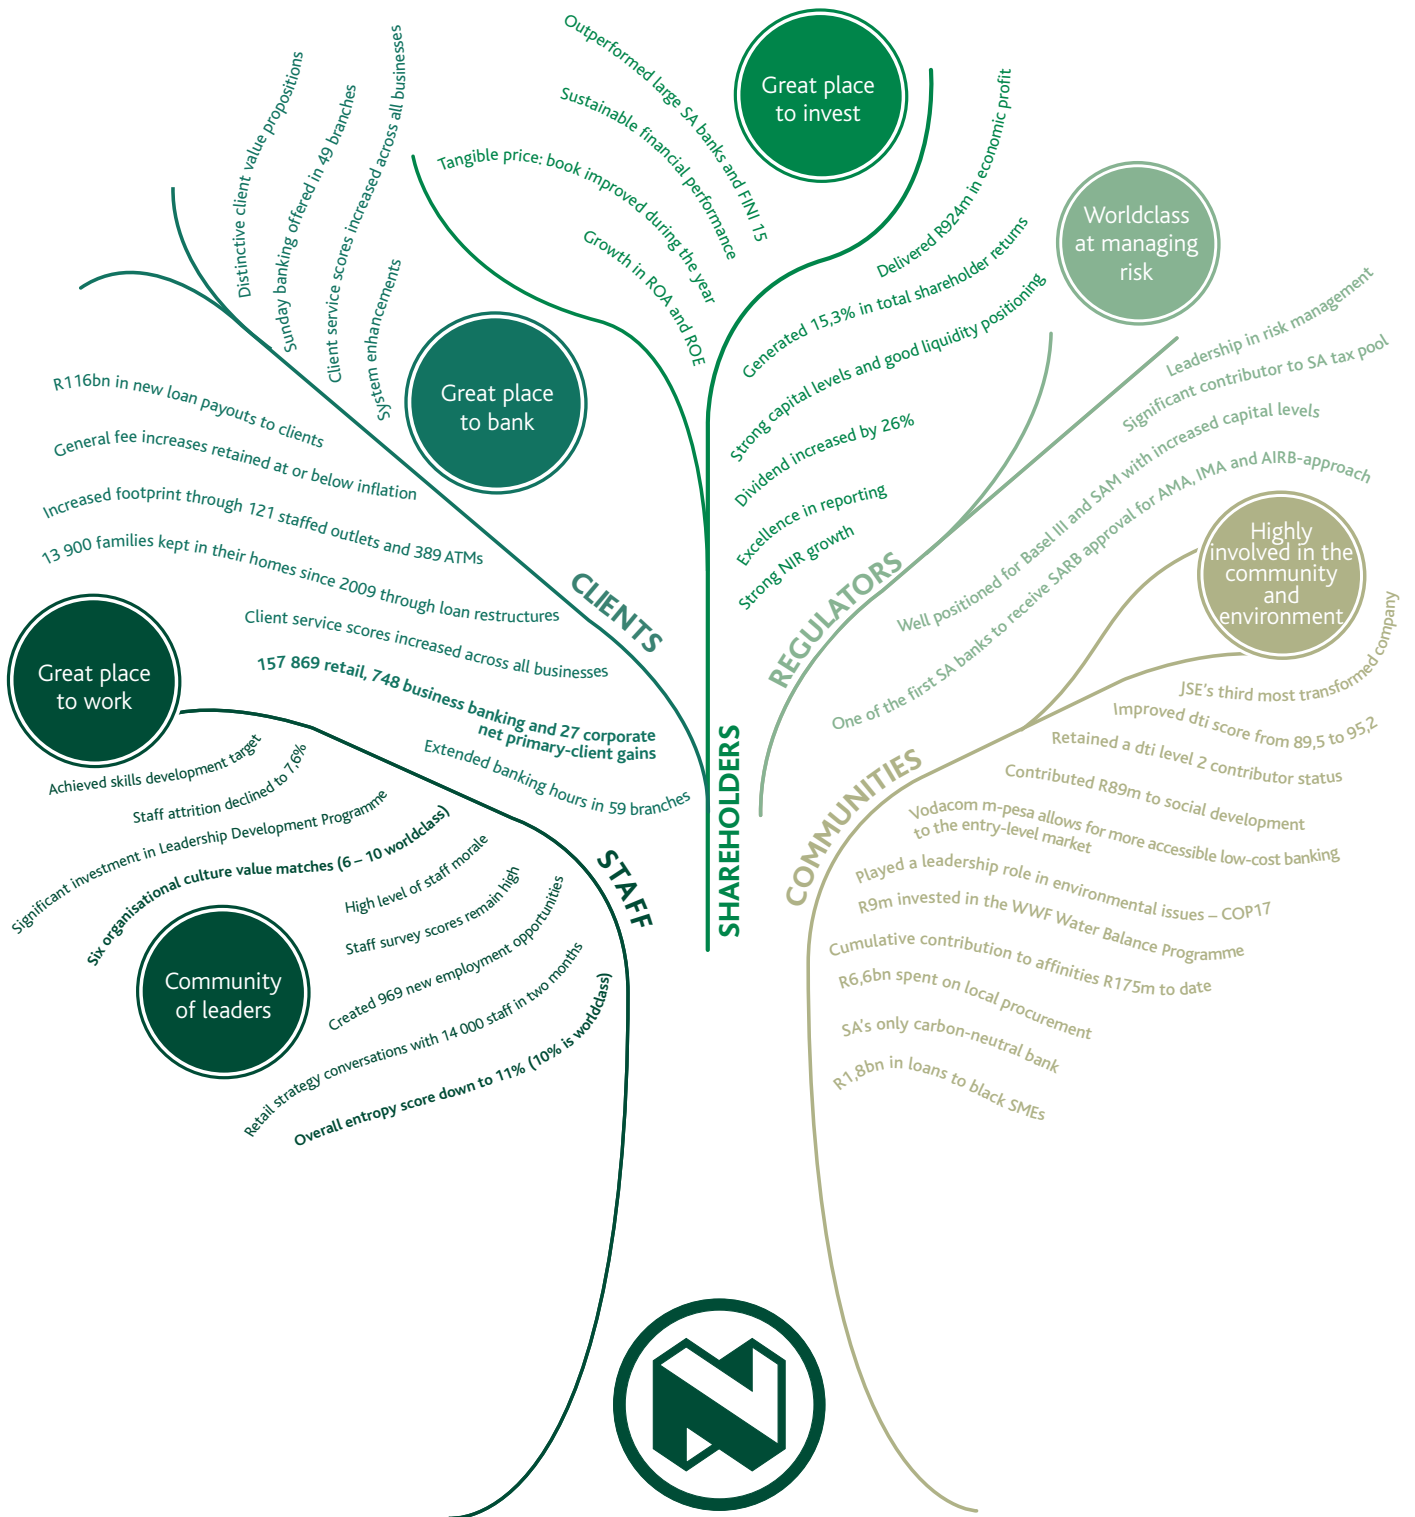 Great place
to invest
Outperformed large SA banks and FINI 15
Sustainable financial performance
Tangible price: book improved during the year
Growth in ROA and ROE
Delivered R924m in economic profit
Generated 15,3% in total shareholder returns
Strong capital levels and good liquidity positioning
Dividend increased by 26%
Excellence in reporting
Strong NIR growth
SHAREHOLDERS
Distinctive client value propositions
Sunday banking offered in 49 branches
Client service scores increased across all businesses
System enhancements
Great place
to bank
R116bn in new loan payouts to clients
General fee increases retained at or below inflation
Increased footprint through 121 staffed outlets and 389 ATMs
13 900 families kept in their homes since 2009 through loan restructures
Client service scores increased across all businesses
157 869 retail, 748 business banking and 27 corporate
net primary-client gains
Extended banking hours in 59 branches
CLIENTS
Worldclass
at managing
risk
Leadership in risk management
Significant contributor to SA tax pool
Well positioned for Basel III and SAM with increased capital levels
One of the first SA banks to receive SARB approval for AMA, IMA and AIRB-approach
REGULATORS
Great place
to work
Achieved skills development target
Staff attrition declined to 7,6%
Significant investment in Leadership Development Programme
Six organisational culture value matches (6 – 10 worldclass)
High level of staff morale
Staff survey scores remain high
Created 969 new employment opportunities
Retail strategy conversations with 14 000 staff in two months
Overall entropy score down to 11% (10% is worldclass)
Community
of leaders
STAFF
Highly
involved in the
community
and
environment
JSE's third most transformed company
Improved dti score from 89,5 to 95,2
Retained a dti level 2 contributor status
Contributed R89m to social development
Vodacom m-pesa allows for more accessible low-cost banking
to the entry-level market
Played a leadership role in environmental issues – COP17
R9m invested in the WWF Water Balance Programme
Cumulative contribution to affinities R175m to date
R6,6bn spent on local procurement
SA's only carbon-neutral bank
R1,8bn in loans to black SMEs
COMMUNITIES